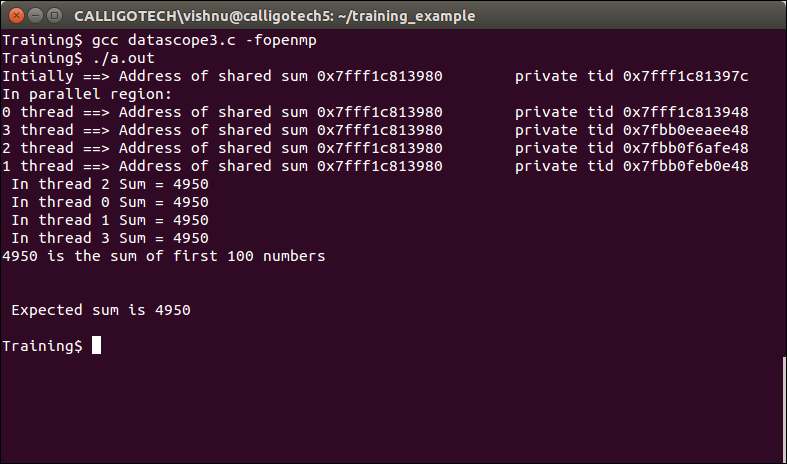 CALLIGOTECH\vishnu@calligotech5: ~/training_example
Training$ gcc datascope3.c -fopenmp
Training$ ./a.out
Intially ==> Address of shared sum 0x7fff1c813980        private tid 0x7fff1c81397c
In parallel region:
0 thread ==> Address of shared sum 0x7fff1c813980        private tid 0x7fff1c813948
3 thread ==> Address of shared sum 0x7fff1c813980        private tid 0x7fbb0eeaee48
2 thread ==> Address of shared sum 0x7fff1c813980        private tid 0x7fbb0f6afe48
1 thread ==> Address of shared sum 0x7fff1c813980        private tid 0x7fbb0feb0e48
 In thread 2 Sum = 4950
 In thread 0 Sum = 4950
 In thread 1 Sum = 4950
 In thread 3 Sum = 4950
4950 is the sum of first 100 numbers
 Expected sum is 4950
Training$